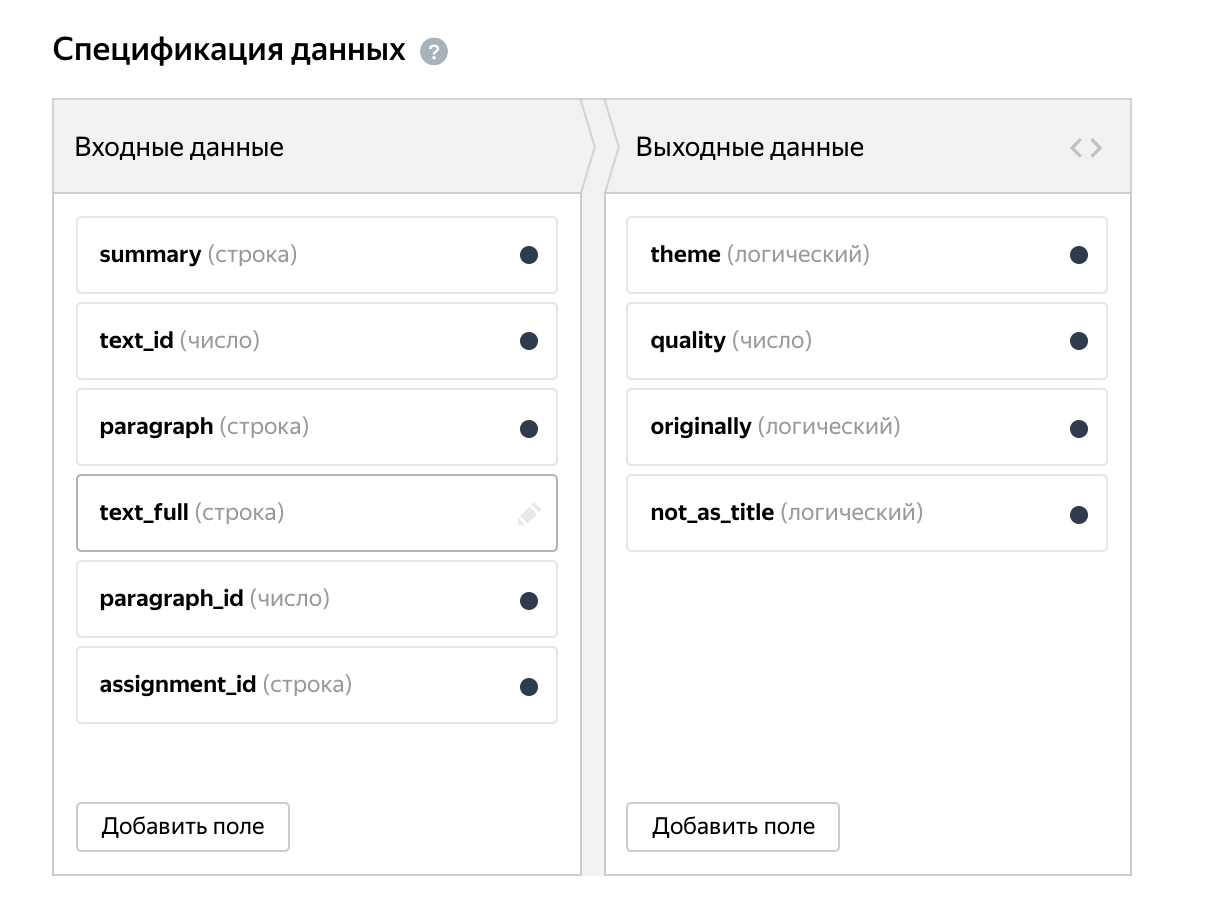 Спецификация данных ?
Входные данные
summary (строка)
text_id (число)
paragraph (строка)
text_full (строка)
paragraph_id (число)
assignment_id (строка)
Добавить поле
Выходные данные < >
theme (логический)
quality (число)
originally (логический)
not_as_title (логический)
Добавить поле